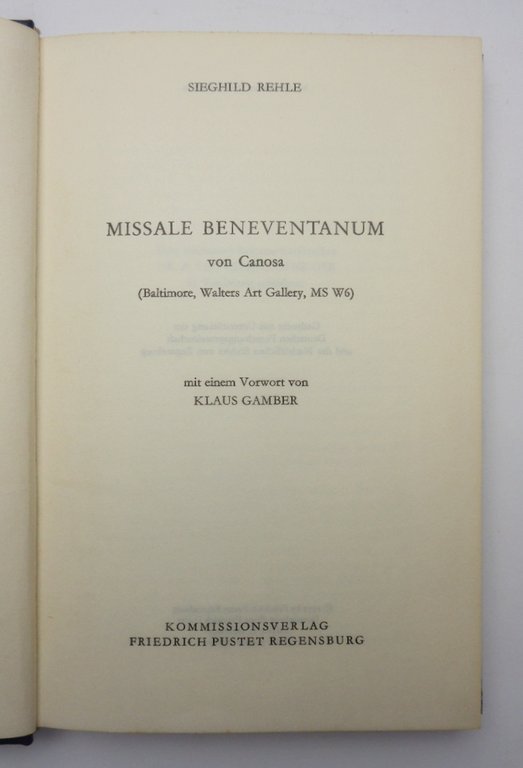 SIEGHILD REHLE
MISSALE BENEVENTANUM
von Canosa
(Baltimore, Walters Art Gallery, MS W6)
mit einem Vorwort von
KLAUS GAMBER
KOMMISSIONSVERLAG
FRIEDRICH PUSTET REGENSBURG